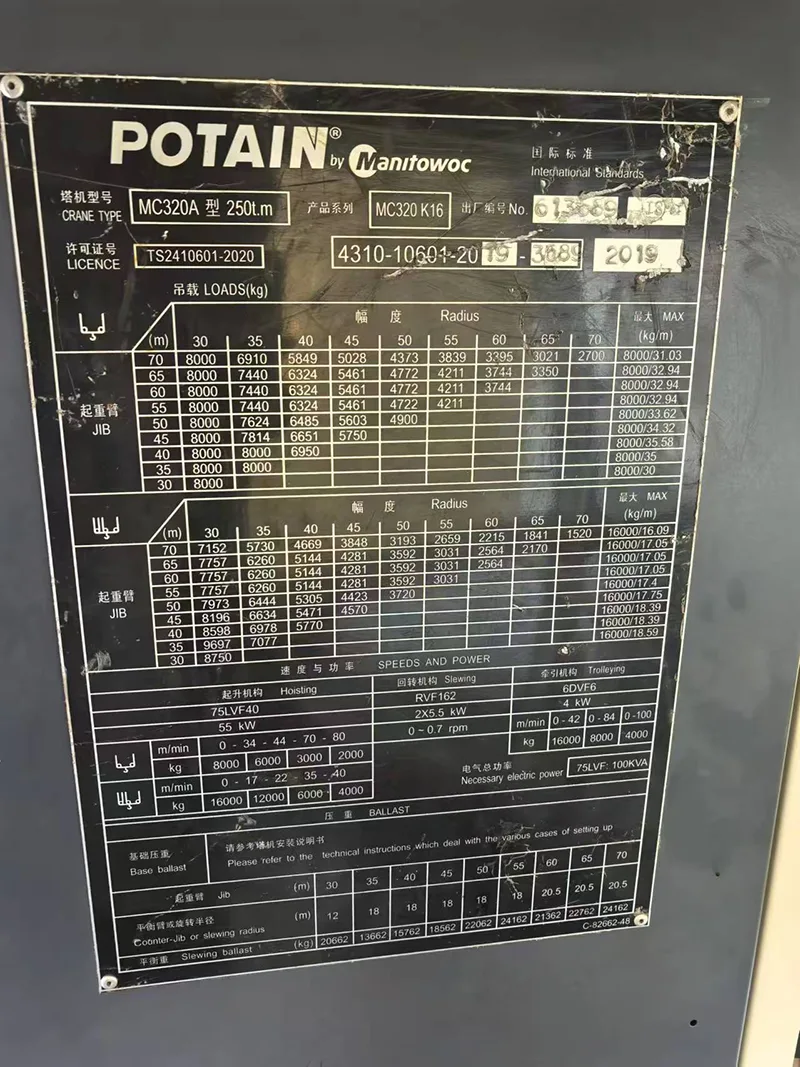 POTAIN® by Manitowoc
国际标准
International Standards
塔机型号 CRANE TYPE MC320A 型 250t.m 产品系列 MC320 K16 出厂编号No. 613689
许可证号 LICENCE TS2410601-2020 4310-10601-2019-3689 2019
吊载 LOADS(kg)
幅 度 Radius 最大 MAX
(m) 30 35 40 45 50 55 60 65 70 (kg/m)
起重臂 JIB
70 8000 6910 5849 5028 4373 3839 3395 3021 2700 8000/31.03
65 8000 7440 6324 5461 4772 4211 3744 3350 8000/32.94
60 8000 7440 6324 5461 4772 4211 3744 8000/32.94
55 8000 7440 6324 5461 4722 4211 8000/32.94
50 8000 7624 6485 5603 4900 8000/33.62
45 8000 7814 6651 5750 8000/34.32
40 8000 8000 6950 8000/35.58
35 8000 8000 8000/35
30 8000 8000/30
幅 度 Radius 最大 MAX
(m) 30 35 40 45 50 55 60 65 70 (kg/m)
起重臂 JIB
70 7152 5730 4669 3848 3193 2659 2215 1841 1520 16000/16.09
65 7757 6260 5144 4281 3592 3031 2564 2170 16000/17.05
60 7757 6260 5144 4281 3592 3031 2564 16000/17.05
55 7757 6260 5144 4281 3592 3031 16000/17.05
50 7973 6444 5305 4423 3720 16000/17.4
45 8196 6634 5471 4570 16000/17.75
40 8598 6978 5770 16000/18.39
35 9697 7077 16000/18.39
30 8750 16000/18.59
速度与功率 SPEEDS AND POWER
起升机构 Hoisting 回转机构 Slewing 牵引机构 Trolleying
75LVF40 RVF162 6DVF6
55 kW 2X5.5 kW 4 kW
0 ~ 0.7 rpm
m/min 0-42 0-84 0-100
kg 16000 8000 4000
m/min 0 - 34 - 44 - 70 - 80
kg 8000 6000 3000 2000
m/min 0 - 17 - 22 - 35 - 40
kg 16000 12000 6000 4000
电气总功率
Necessary electric power 75LVF: 100KVA
压 重 BALLAST
基础压重 Base ballast
请参考塔机安装说明书
Please refer to the technical instructions which deal with the various cases of setting up
起重臂 Jib (m) 30 35 40 45 50 55 60 65 70
平衡臂或旋转半径 Counter-Jib or slewing radius (m) 12 18 18 18 18 18 20.5 20.5 20.5
平衡重 Slewing ballast (kg) 20662 13662 15762 18562 22062 24162 21362 22762 24162
C-82662-48